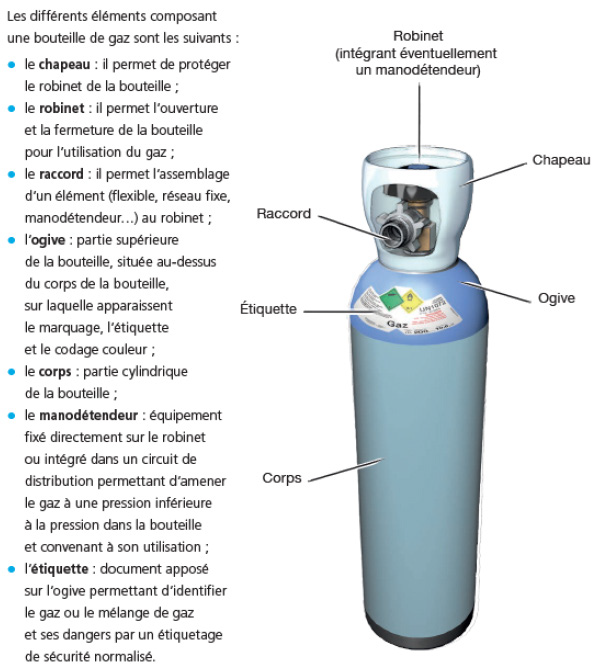 Les différents éléments composant
une bouteille de gaz sont les suivants :
• le chapeau : il permet de protéger
le robinet de la bouteille ;
• le robinet : il permet l'ouverture
et la fermeture de la bouteille
pour l'utilisation du gaz ;
• le raccord : il permet l'assemblage
d'un élément (flexible, réseau fixe,
manodétendeur...) au robinet ;
• l'ogive : partie supérieure
de la bouteille, située au-dessus
du corps de la bouteille,
sur laquelle apparaissent
le marquage, l'étiquette
et le codage couleur ;
• le corps : partie cylindrique
de la bouteille ;
• le manodétendeur : équipement
fixé directement sur le robinet
ou intégré dans un circuit de
distribution permettant d'amener
le gaz à une pression inférieure
à la pression dans la bouteille
et convenant à son utilisation ;
• l'étiquette : document apposé
sur l'ogive permettant d'identifier
le gaz ou le mélange de gaz
et ses dangers par un étiquetage
de sécurité normalisé.
Robinet
(intégrant éventuellement
un manodétendeur)
Chapeau
Raccord
Ogive
Étiquette
UN1072
Gaz
Corps